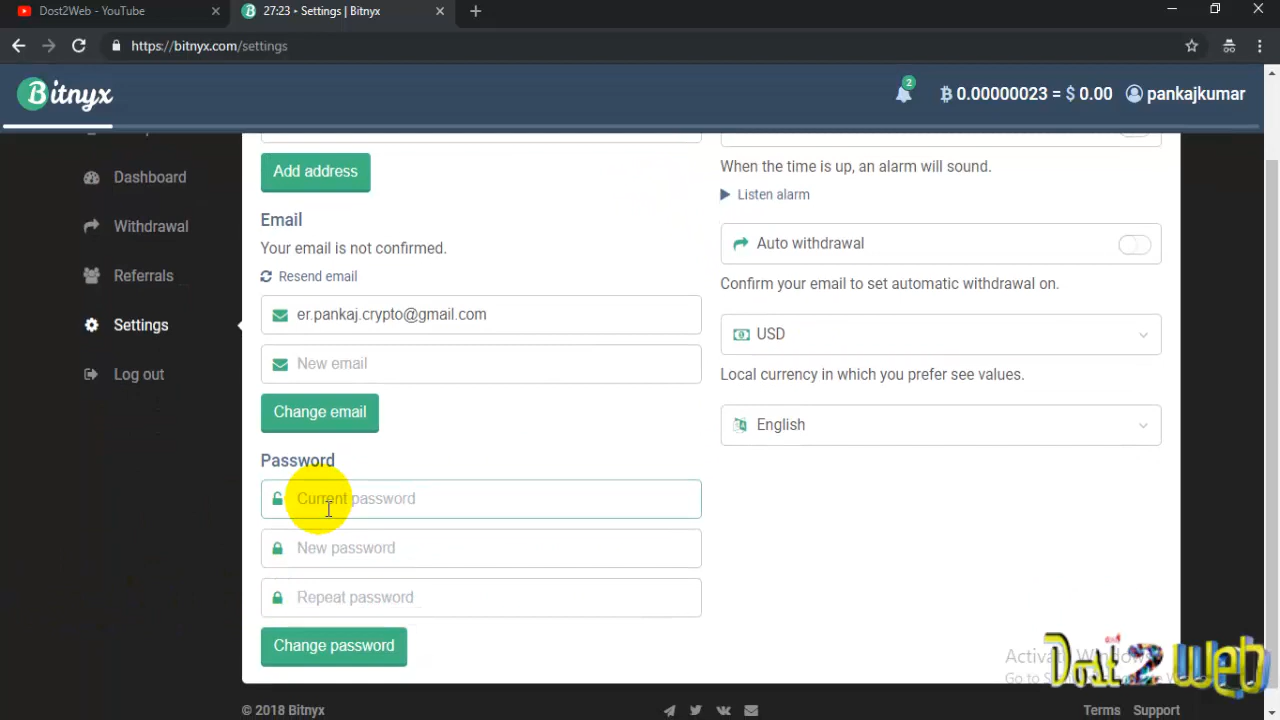 Dost2Web - YouTube
27:23 ‣ Settings | Bitnyx
https://bitnyx.com/settings
Bitnyx
2
0.00000023 = $ 0.00
pankajkumar
Dashboard
Withdrawal
Referrals
Settings
Log out
Add address
Email
Your email is not confirmed.
Resend email
er.pankaj.crypto@gmail.com
New email
Change email
Password
Current password
New password
Repeat password
Change password
When the time is up, an alarm will sound.
Listen alarm
Auto withdrawal
Confirm your email to set automatic withdrawal on.
USD
Local currency in which you prefer see values.
English
Dost 2 Web
© 2018 Bitnyx
Terms
Support